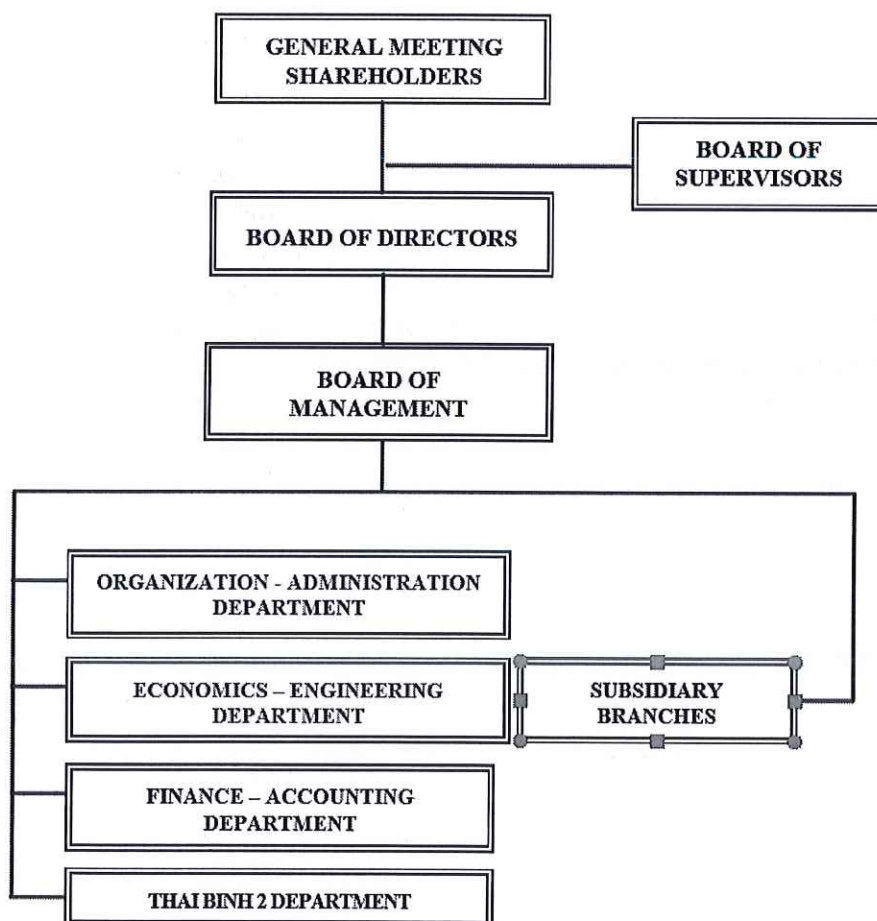 GENERAL MEETING
SHAREHOLDERS
BOARD OF
SUPERVISORS
BOARD OF DIRECTORS
BOARD OF
MANAGEMENT
ORGANIZATION - ADMINISTRATION
DEPARTMENT
ECONOMICS – ENGINEERING
DEPARTMENT
SUBSIDIARY
BRANCHES
FINANCE – ACCOUNTING
DEPARTMENT
THAI BINH 2 DEPARTMENT